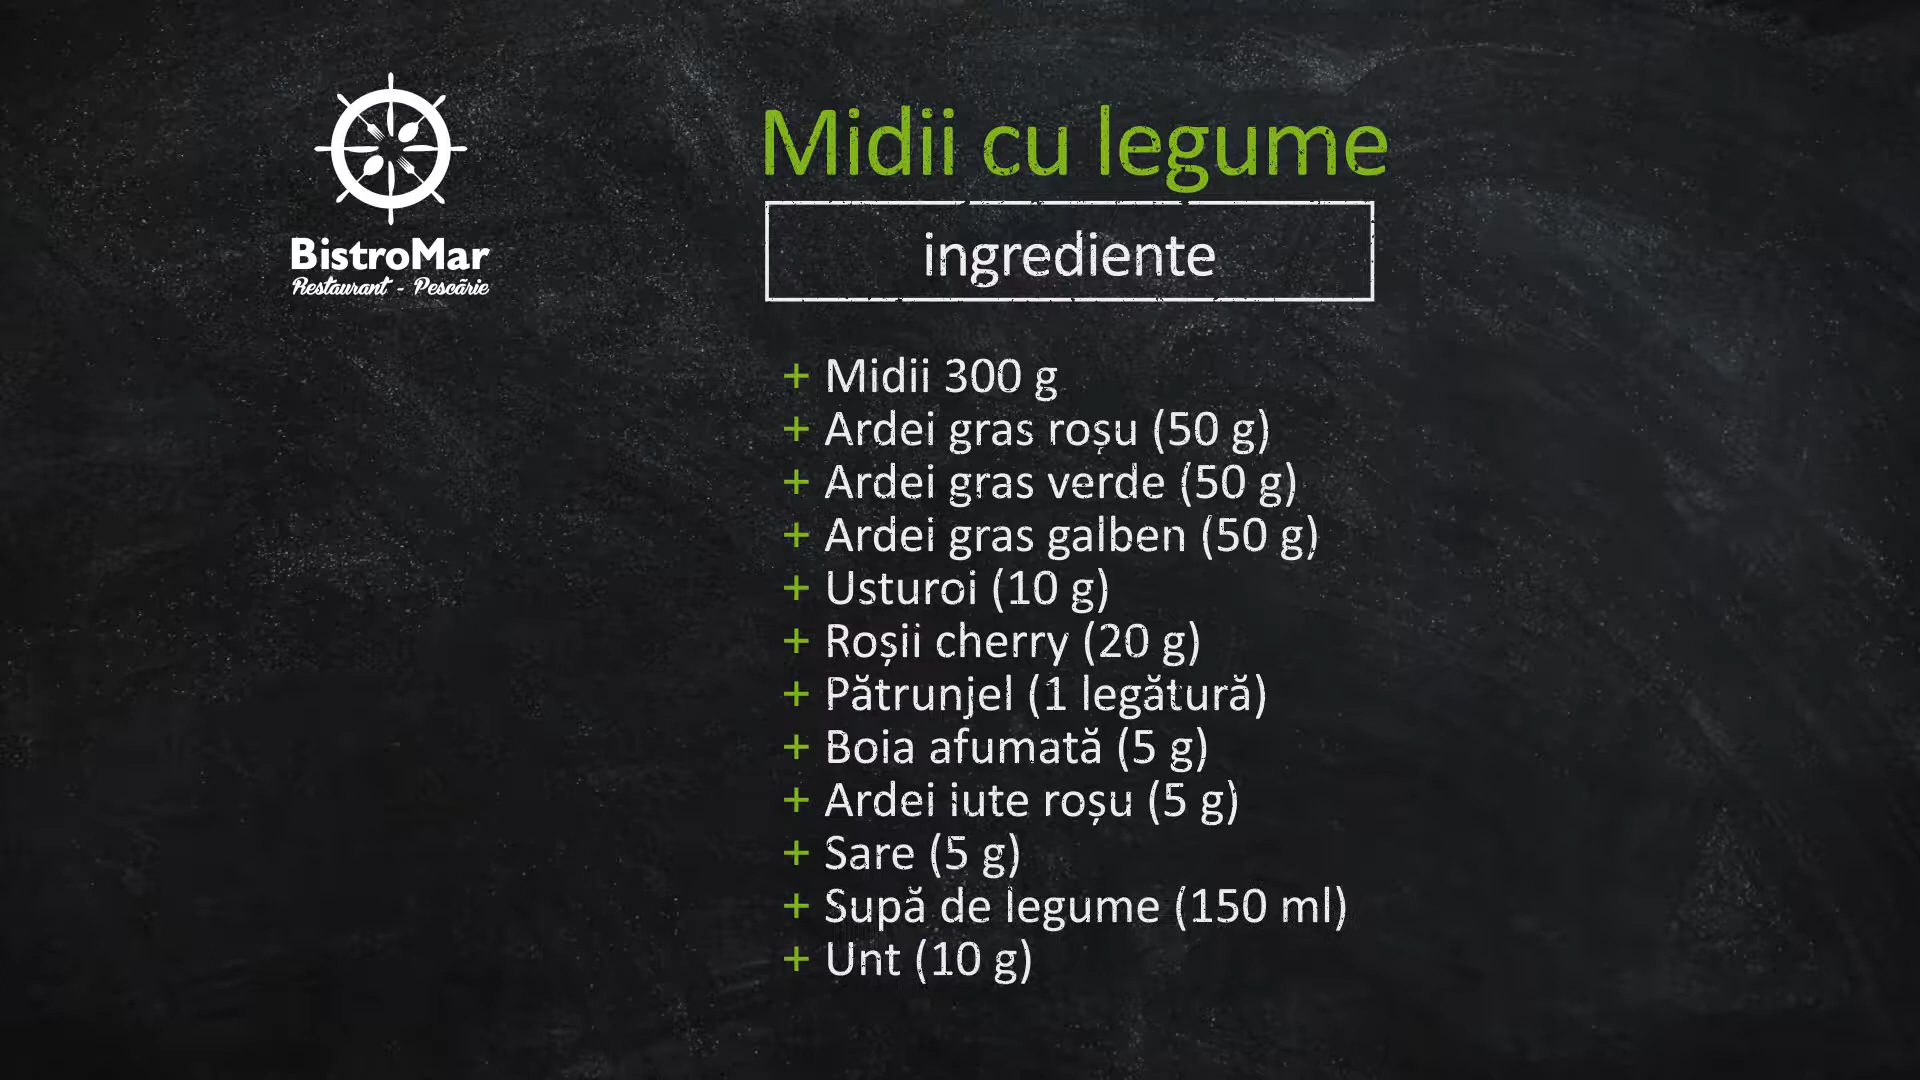 BistroMar
Restaurant - Pescărie
Midii cu legume
ingrediente
+ Midii 300 g
+ Ardei gras roșu (50 g)
+ Ardei gras verde (50 g)
+ Ardei gras galben (50 g)
+ Usturoi (10 g)
+ Roșii cherry (20 g)
+ Pătrunjel (1 legătură)
+ Boia afumată (5 g)
+ Ardei iute roșu (5 g)
+ Sare (5 g)
+ Supă de legume (150 ml)
+ Unt (10 g)